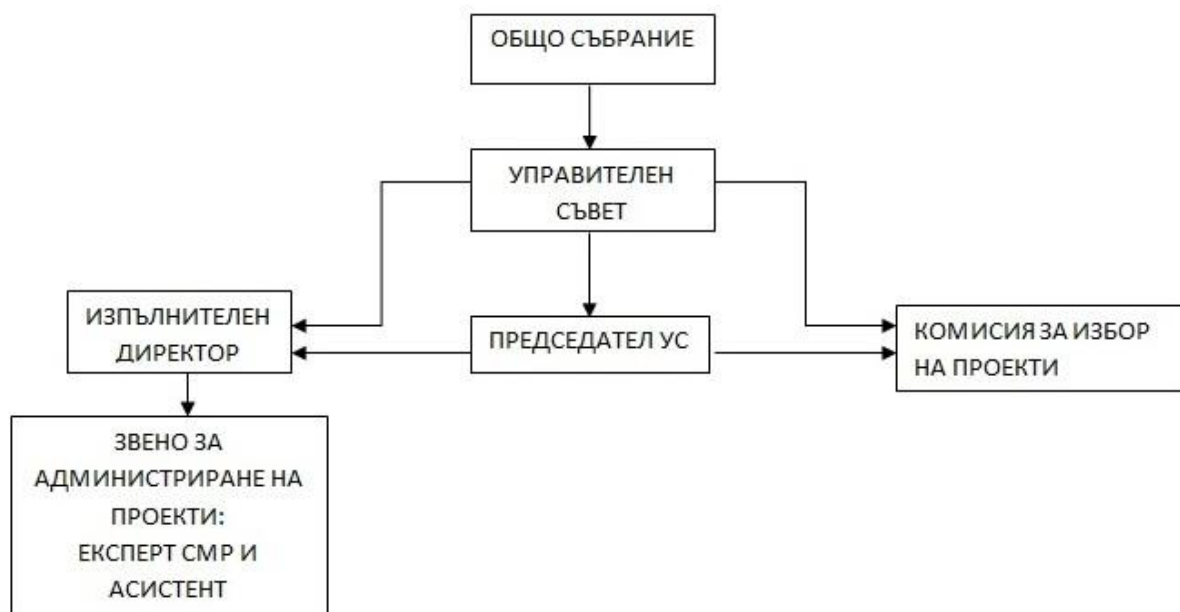 ОБЩО СЪБРАНИЕ
УПРАВИТЕЛЕН
СЪВЕТ
ИЗПЪЛНИТЕЛЕН
ДИРЕКТОР
ПРЕДСЕДАТЕЛ УС
КОМИСИЯ ЗА ИЗБОР
НА ПРОЕКТИ
ЗВЕНО ЗА
АДМИНИСТРИРАНЕ НА
ПРОЕКТИ:
ЕКСПЕРТ СМР И
АСИСТЕНТ